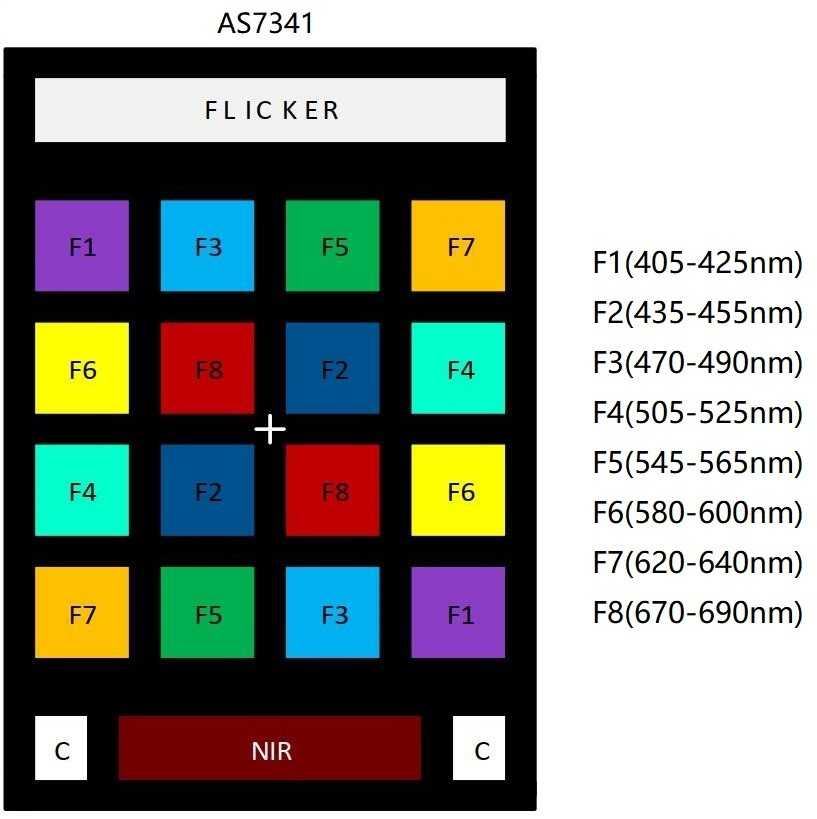 AS7341
FLICKER
F1 F3 F5 F7
F6 F8 F2 F4
F4 F2 F8 F6
F7 F5 F3 F1
C NIR C
F1(405-425nm)
F2(435-455nm)
F3(470-490nm)
F4(505-525nm)
F5(545-565nm)
F6(580-600nm)
F7(620-640nm)
F8(670-690nm)